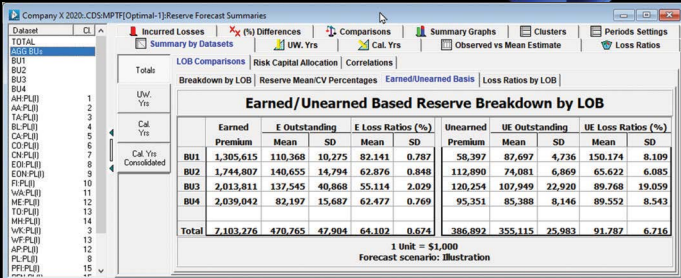 Company X 2020:.CDS:MPTF[Optimal-1]:Reserve Forecast Summaries
Dataset Cl.
TOTAL
AGG BUs
BU1
BU2
BU3
BU4
AH:PL(I) 1
AA:PL(I) 2
TA:PL(I) 3
BL:PL(I) 4
CA:PL(I) 5
CO:PL(I) 6
CN:PL(I) 7
EOI:PL(I) 8
EON:PL(I) 9
FI:PL(I) 10
WA:PL(I) 11
ME:PL(I) 12
TO:PL(I) 13
MH:PL(I) 14
WK:PL(I) 3
WF:PL(I) 13
AP:PL(I) 12
PL:PL(I) 8
PFI:PL(I) 15
Incurred Losses (%) Differences Comparisons Summary Graphs Clusters Periods Settings
Summary by Datasets UW. Yrs Cal. Yr Observed vs Mean Estimate Loss Ratios
Totals
UW. Yrs
Cal. Yrs
Cal. Yrs Consolidated
LOB Comparisons Risk Capital Allocation Correlations
Breakdown by LOB Reserve Mean/CV Percentages Earned/Unearned Basis Loss Ratios by LOB
Earned/Unearned Based Reserve Breakdown by LOB
Earned E Outstanding E Loss Ratios (%) Unearned UE Outstanding UE Loss Ratios (%)
Premium Mean SD Mean SD Premium Mean SD Mean SD
BU1 1,305,615 110,368 10,275 82.141 0.787 58,397 87,697 4,736 150.174 8.109
BU2 1,744,807 140,655 14,794 62.876 0.848 112,890 74,081 6,869 65.622 6.085
BU3 2,013,811 137,545 40,868 55.114 2.029 120,254 107,949 22,920 89.768 19.059
BU4 2,039,042 82,197 15,687 62.477 0.769 95,351 85,388 8,146 89.552 8.543
Total 7,103,276 470,765 47,904 64.102 0.674 386,892 355,115 25,983 91.787 6.716
1 Unit = $1,000
Forecast scenario: Illustration